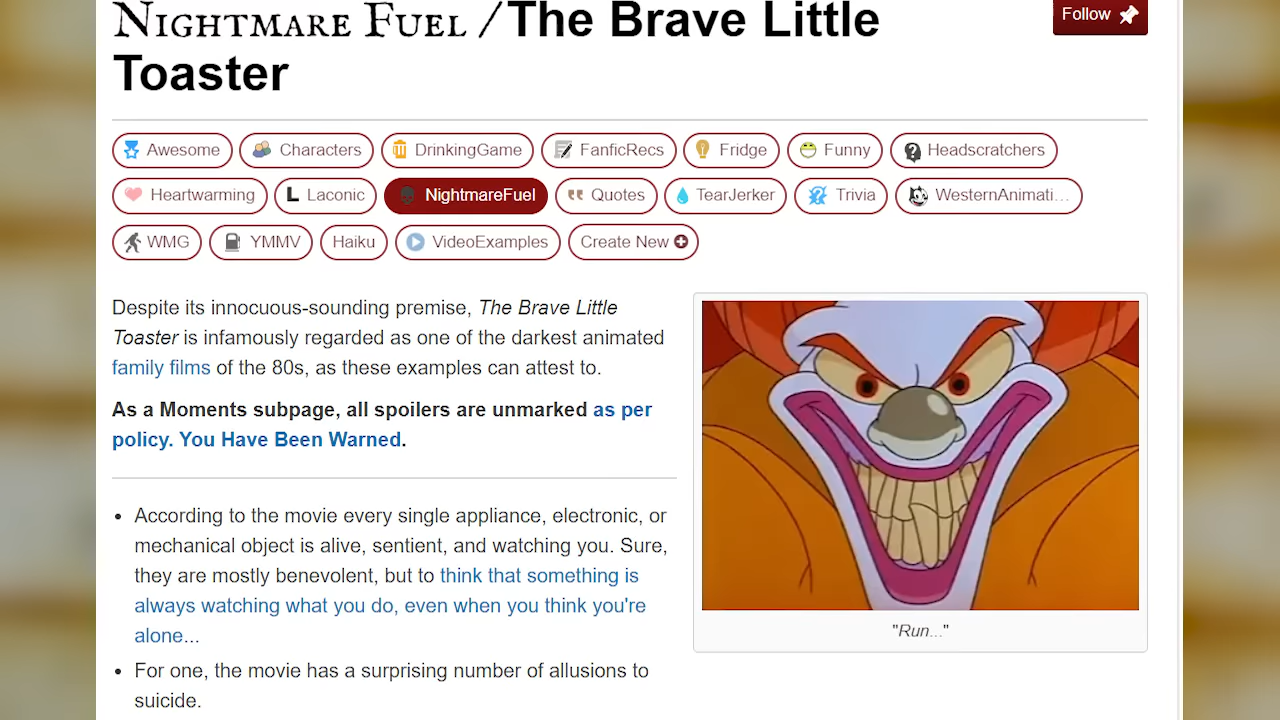 Nightmare Fuel / The Brave Little
Toaster
Follow
Awesome Characters DrinkingGame FanficRecs Fridge Funny Headscratchers
Heartwarming Laconic NightmareFuel Quotes TearJerker Trivia WesternAnimati...
WMG YMMV Haiku VideoExamples Create New
Despite its innocuous-sounding premise, The Brave Little
Toaster is infamously regarded as one of the darkest animated
family films of the 80s, as these examples can attest to.
As a Moments subpage, all spoilers are unmarked as per
policy. You Have Been Warned.
• According to the movie every single appliance, electronic, or
mechanical object is alive, sentient, and watching you. Sure,
they are mostly benevolent, but to think that something is
always watching what you do, even when you think you're
alone...
• For one, the movie has a surprising number of allusions to
suicide.
"Run..."